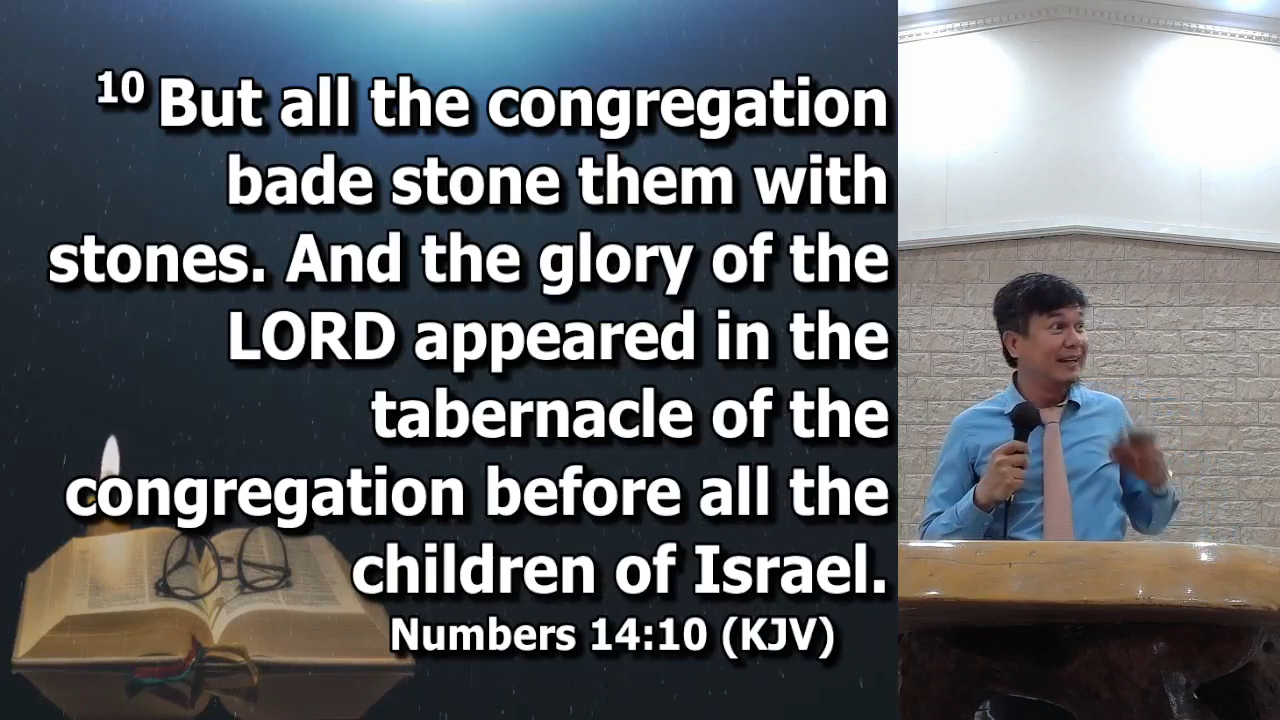 10 But all the congregation
bade stone them with
stones. And the glory of the
LORD appeared in the
tabernacle of the
congregation before all the
children of Israel.
Numbers 14:10 (KJV)